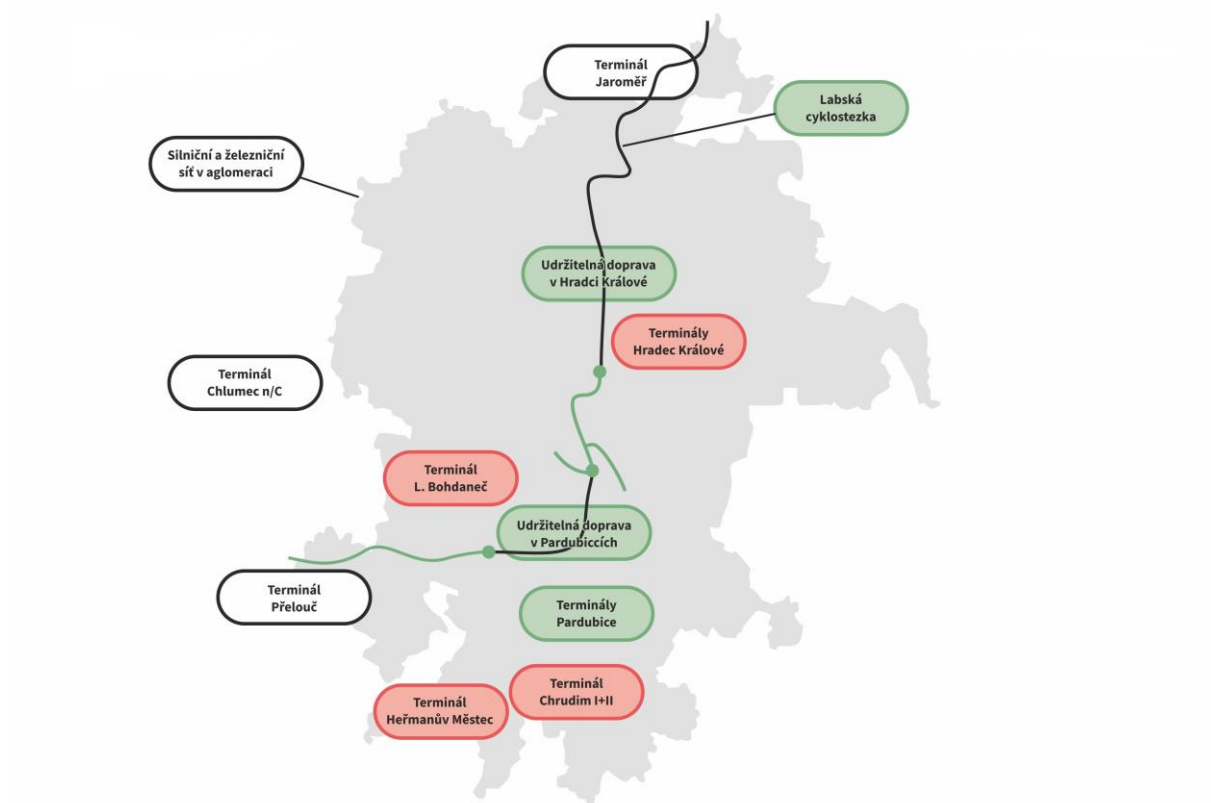 Terminál
Jaroměř
Labská
cyklostezka
Silniční a železniční
síť v aglomeraci
Udržitelná doprava
v Hradci Králové
Terminály
Hradec Králové
Terminál
Chlumec n/C
Terminál
L. Bohdaneč
Udržitelná doprava
v Pardubiccích
Terminál
Přelouč
Terminály
Pardubice
Terminál
Chrudim I+II
Terminál
Heřmanův Městec